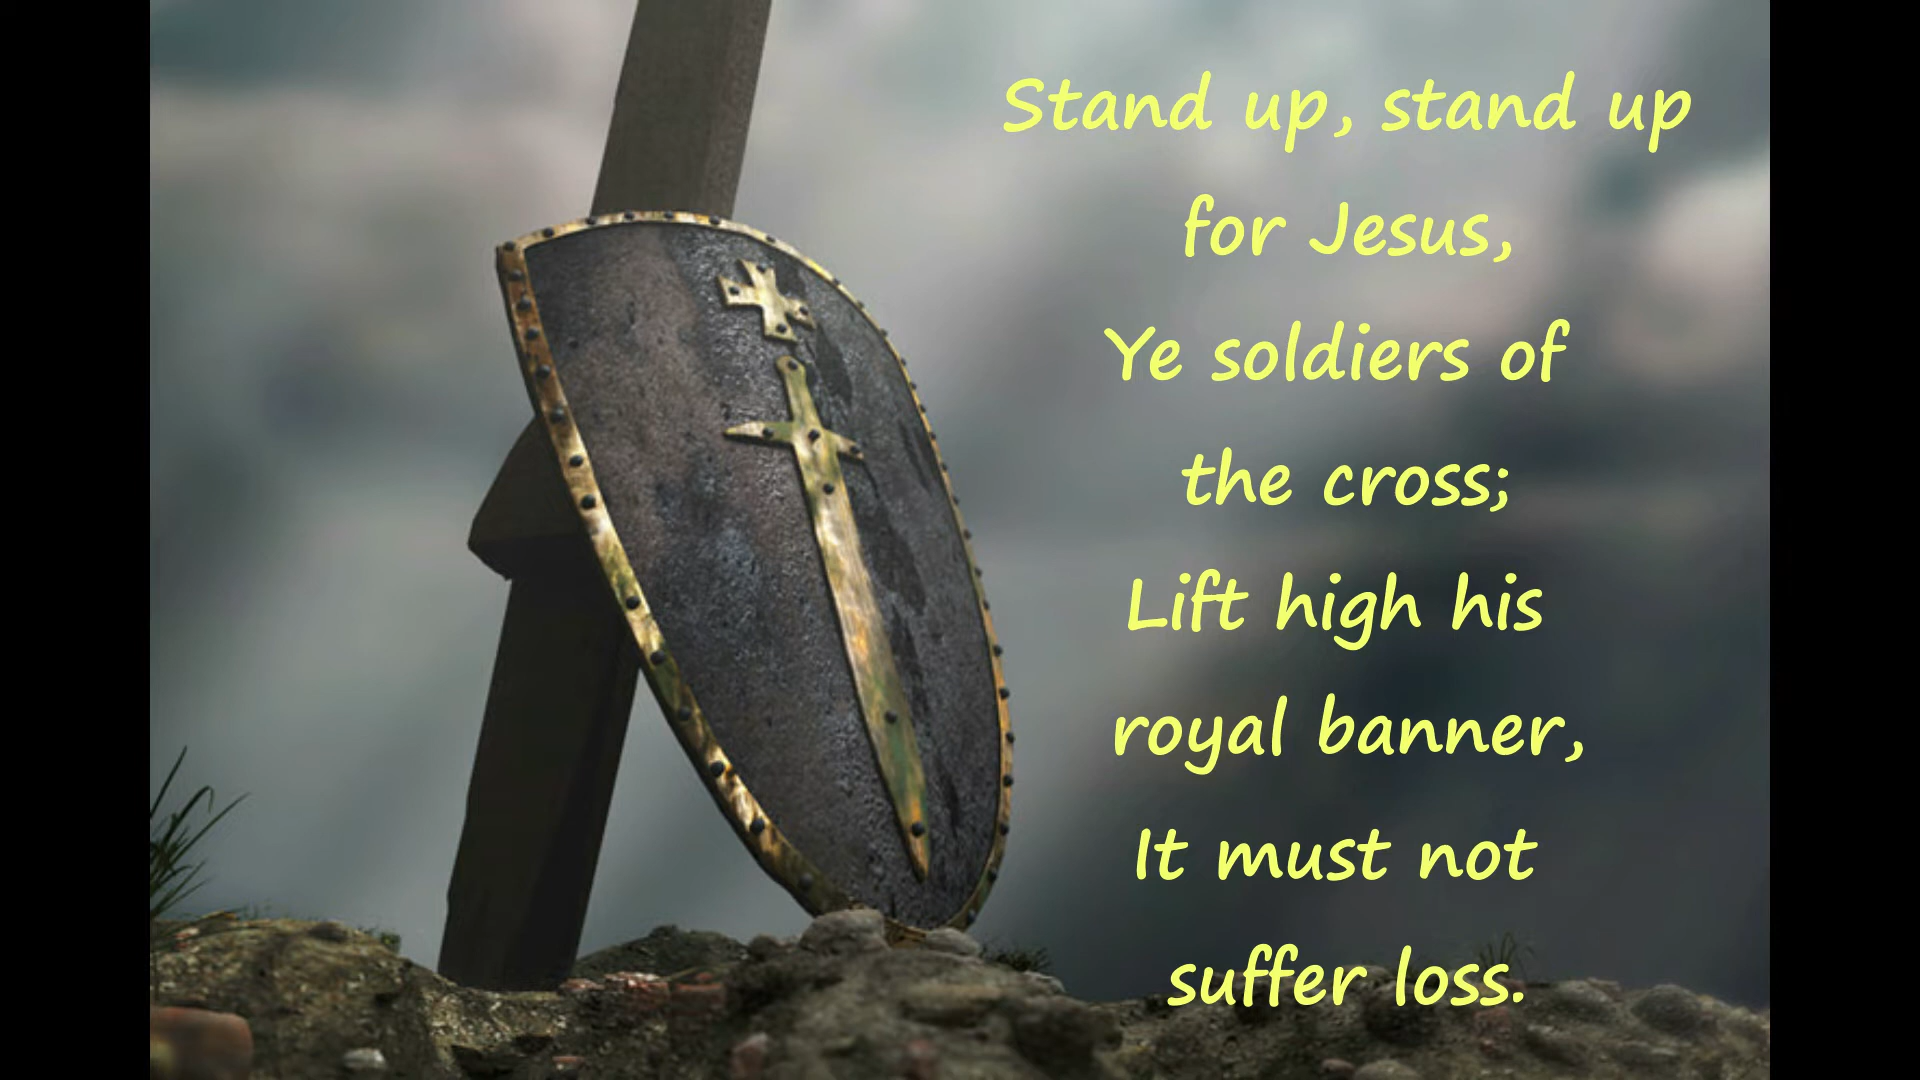 Stand up, stand up
for Jesus,
Ye soldiers of
the cross;
Lift high his
royal banner,
It must not
suffer loss.